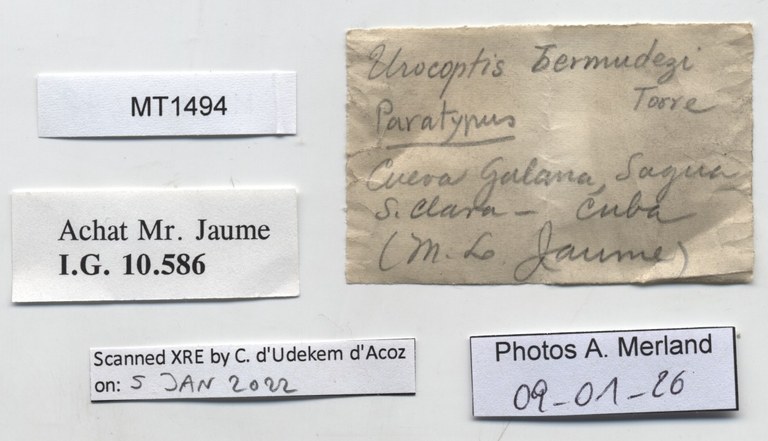 MT1494
Urocoptis Bermudezi
Torre
Paratypus
Cueva Galana, Sagua
S. Clara - Cuba
(M. L. Jaume)
Achat Mr. Jaume
I.G. 10.586
Scanned XRE by C. d'Udekem d'Acoz
on: 5 JAN 2022
Photos A. Merland
09-01-26